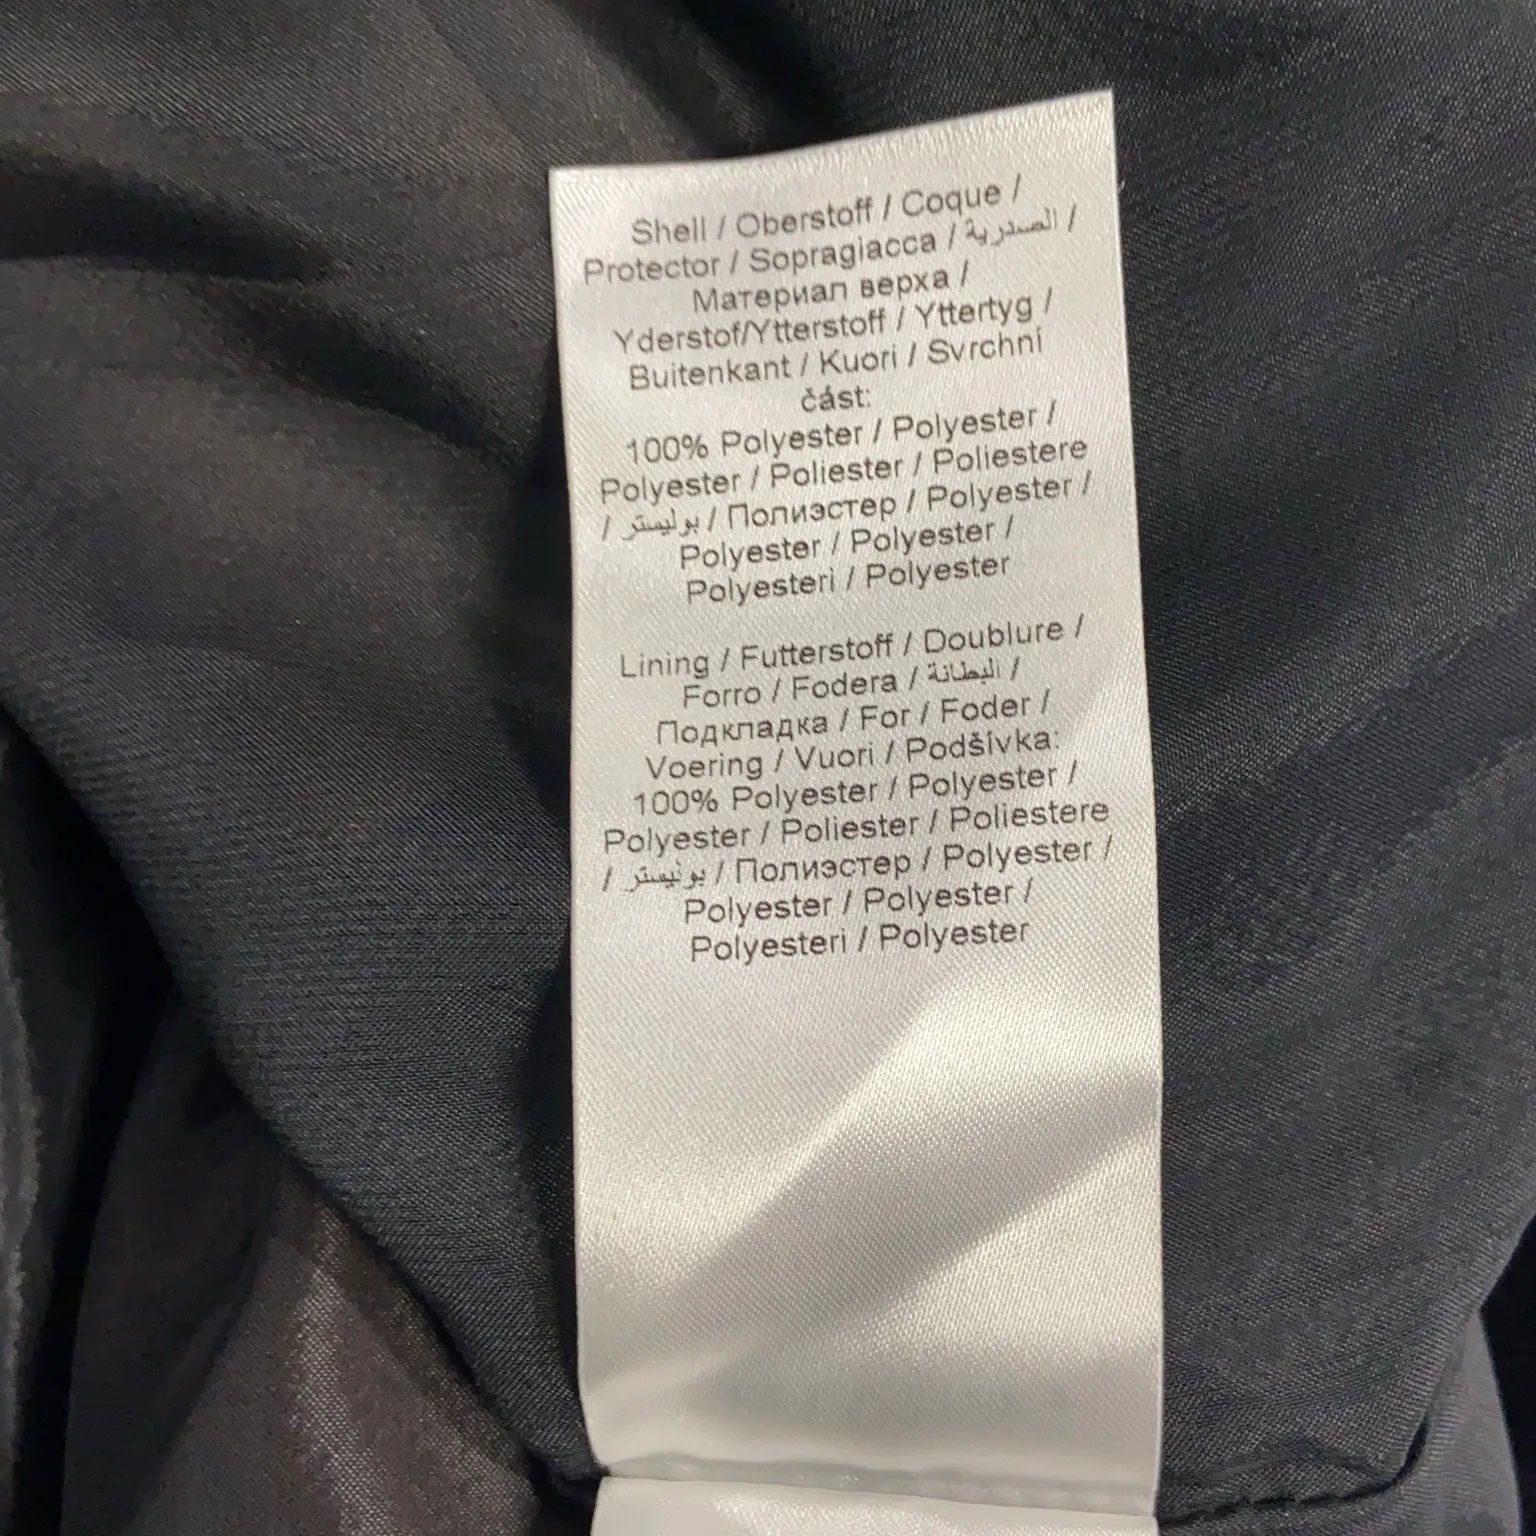 Shell / Oberstoff / Coque /
Protector / Sopragiacca / الصدرية /
Материал верха /
Yderstof/Ytterstoff / Yttertyg /
Buitenkant / Kuori / Svrchní
část:
100% Polyester / Polyester /
Polyester / Poliester / Poliestere
/ بوليستر / Полиэстер / Polyester /
Polyester / Polyester /
Polyesteri / Polyester
Lining / Futterstoff / Doublure /
Forro / Fodera / البطانة /
Подкладка / For / Foder /
Voering / Vuori / Podšívka:
100% Polyester / Polyester /
Polyester / Poliester / Poliestere
/ بوليستر / Полиэстер / Polyester /
Polyester / Polyester /
Polyesteri / Polyester